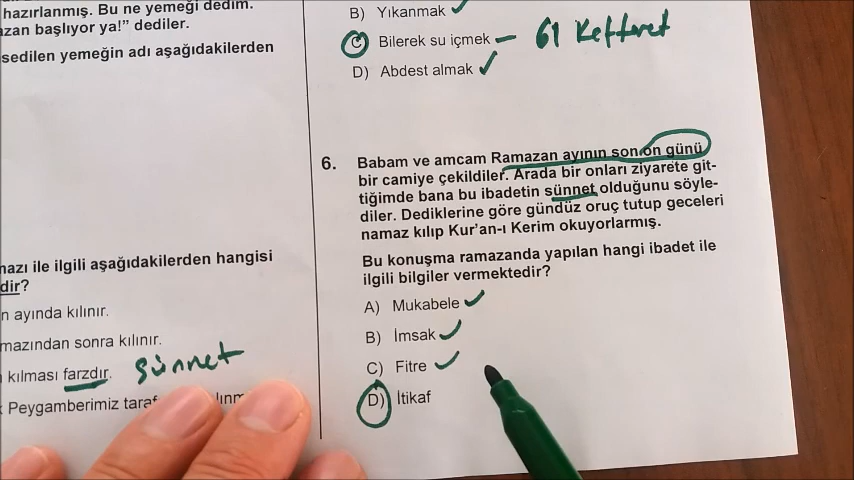 hazırlanmış. Bu ne yemeği dedim.
azan başlıyor ya!” dediler.
sedilen yemeğin adı aşağıdakilerden
mazı ile ilgili aşağıdakilerden hangisi
dir?
n ayında kılınır.
mazından sonra kılınır.
kılması farzdır. sünnet
Peygamberimiz taraf
B) Yıkanmak
C) Bilerek su içmek – 61 Keffaret
D) Abdest almak
6. Babam ve amcam Ramazan ayının son on günü
bir camiye çekildiler. Arada bir onları ziyarete git-
tiğimde bana bu ibadetin sünnet olduğunu söyle-
diler. Dediklerine göre gündüz oruç tutup geceleri
namaz kılıp Kur’an-ı Kerim okuyorlarmış.
Bu konuşma ramazanda yapılan hangi ibadet ile
ilgili bilgiler vermektedir?
A) Mukabele
B) İmsak
C) Fitre
D) İtikaf